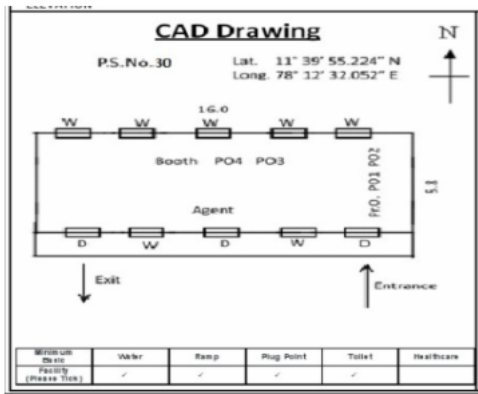 CAD Drawing
N
P.S.No.30
Lat. 11° 39' 55.224" N
Long. 78° 12' 32.052" E
16.0
W W W W W
Booth PO4 PO3
Pr.O. PO1 PO2
5.8
Agent
D W D W D
Exit
Entrance
Minimum Basic Facility (Please Tick) Water Ramp Plug Point Toilet Healthcare
✓ ✓ ✓ ✓